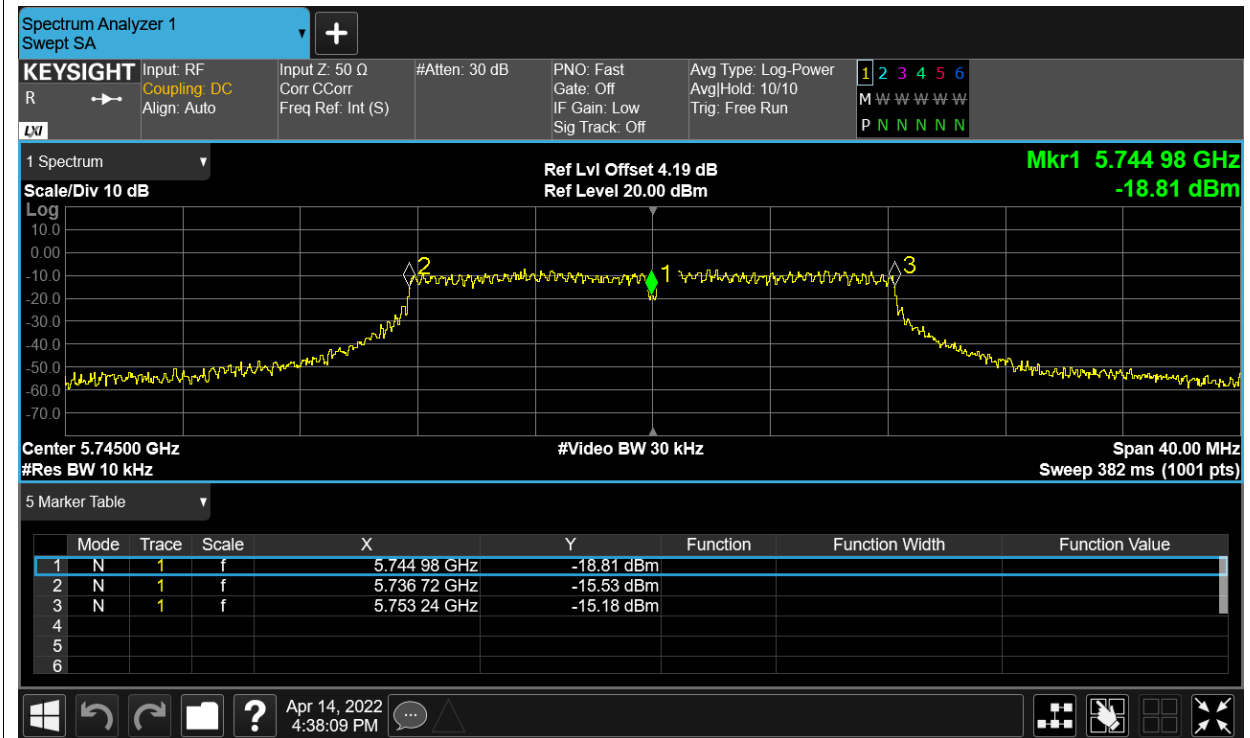 Spectrum Analyzer 1
Swept SA
+
KEYSIGHT
R
LXI
Input: RF
Coupling: DC
Align: Auto
Input Z: 50 Ω
Corr CCorr
Freq Ref: Int (S)
#Atten: 30 dB
PNO: Fast
Gate: Off
IF Gain: Low
Sig Track: Off
Avg Type: Log-Power
Avg|Hold: 10/10
Trig: Free Run
1 2 3 4 5 6
M W W W W W
P N N N N N
1 Spectrum
Scale/Div 10 dB
Ref Lvl Offset 4.19 dB
Ref Level 20.00 dBm
Mkr1 5.744 98 GHz
-18.81 dBm
Log
10.0
0.00
-10.0
-20.0
-30.0
-40.0
-50.0
-60.0
-70.0
2
1
3
Center 5.74500 GHz #Video BW 30 kHz Span 40.00 MHz
#Res BW 10 kHz Sweep 382 ms (1001 pts)
5 Marker Table
Mode Trace Scale X Y Function Function Width Function Value
1 N 1 f 5.744 98 GHz -18.81 dBm
2 N 1 f 5.736 72 GHz -15.53 dBm
3 N 1 f 5.753 24 GHz -15.18 dBm
4
5
6
?
Apr 14, 2022
4:38:09 PM